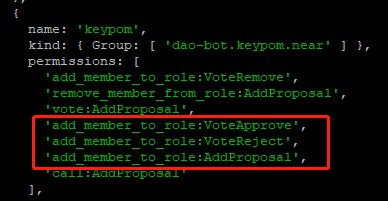 {
name: 'keypom',
kind: { Group: [ 'dao-bot.keypom.near' ] },
permissions: [
'add_member_to_role:VoteRemove',
'remove_member_from_role:AddProposal',
'vote:AddProposal',
'add_member_to_role:VoteApprove',
'add_member_to_role:VoteReject',
'add_member_to_role:AddProposal',
'call:AddProposal'
],